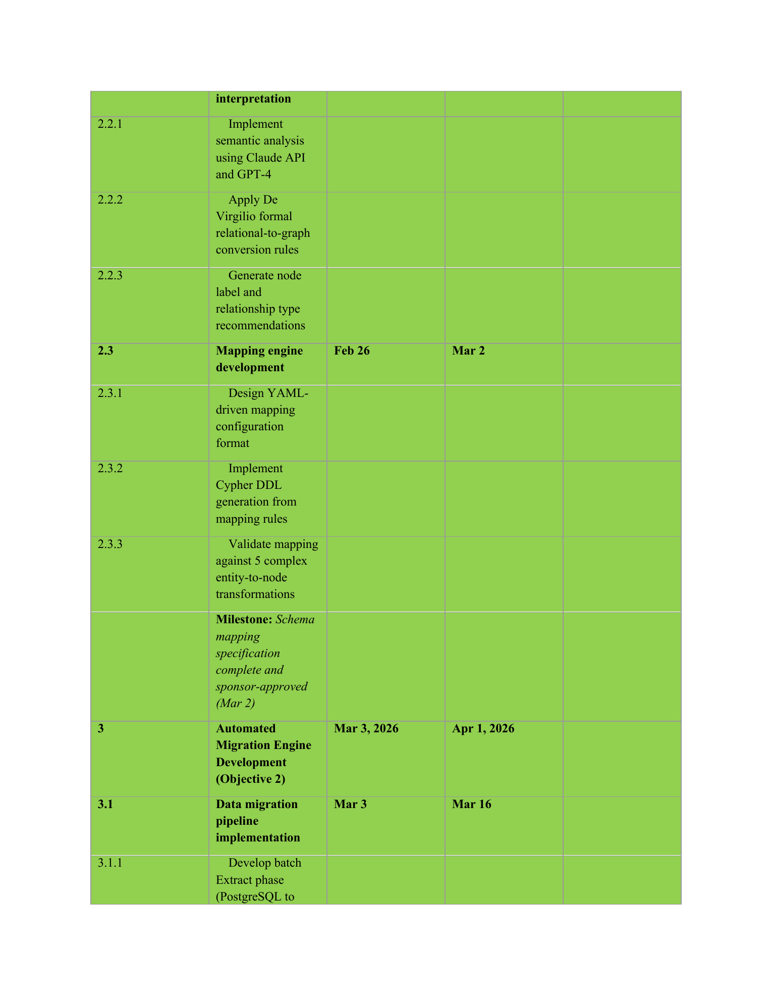 interpretation
2.2.1 Implement
semantic analysis
using Claude API
and GPT-4
2.2.2 Apply De
Virgilio formal
relational-to-graph
conversion rules
2.2.3 Generate node
label and
relationship type
recommendations
2.3 Mapping engine Feb 26 Mar 2
development
2.3.1 Design YAML-
driven mapping
configuration
format
2.3.2 Implement
Cypher DDL
generation from
mapping rules
2.3.3 Validate mapping
against 5 complex
entity-to-node
transformations
Milestone: Schema
mapping
specification
complete and
sponsor-approved
(Mar 2)
3 Automated Mar 3, 2026 Apr 1, 2026
Migration Engine
Development
(Objective 2)
3.1 Data migration Mar 3 Mar 16
pipeline
implementation
3.1.1 Develop batch
Extract phase
(PostgreSQL to